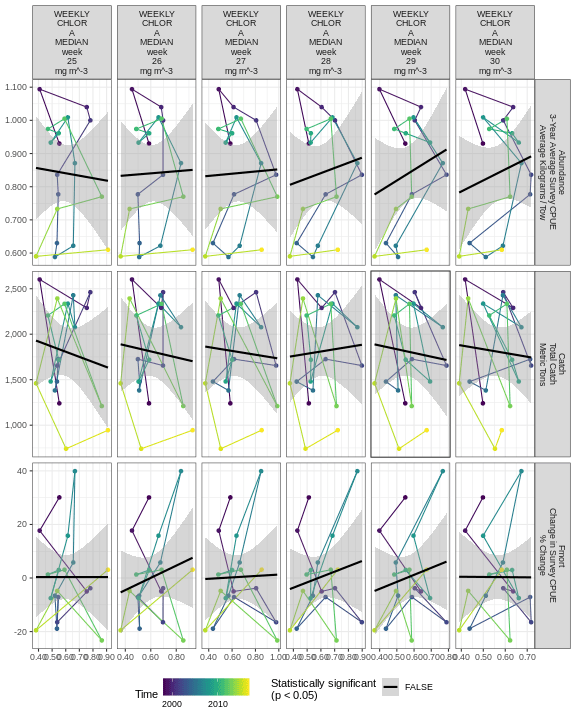 WEEKLY
CHLOR
A
MEDIAN
week
25
mg m^-3
WEEKLY
CHLOR
A
MEDIAN
week
26
mg m^-3
WEEKLY
CHLOR
A
MEDIAN
week
27
mg m^-3
WEEKLY
CHLOR
A
MEDIAN
week
28
mg m^-3
WEEKLY
CHLOR
A
MEDIAN
week
29
mg m^-3
WEEKLY
CHLOR
A
MEDIAN
week
30
mg m^-3
1.100
1.000
0.900
0.800
0.700
0.600
Abundance
3-Year Average Survey CPUE
Average Kilograms/Tow
2,500
2,000
1,500
1,000
Catch
Total Catch
Metric Tons
40
20
0
-20
Fmort
Change in Survey CPUE
% Change
0.40 0.50 0.60 0.70 0.80 0.90
0.40 0.60 0.80
0.40 0.60 0.80 1.00
0.40 0.50 0.60 0.70 0.80 0.90
0.40 0.50 0.60 0.70 0.80
0.40 0.50 0.60 0.70
Time
2000 2010
Statistically significant
(p < 0.05)
FALSE